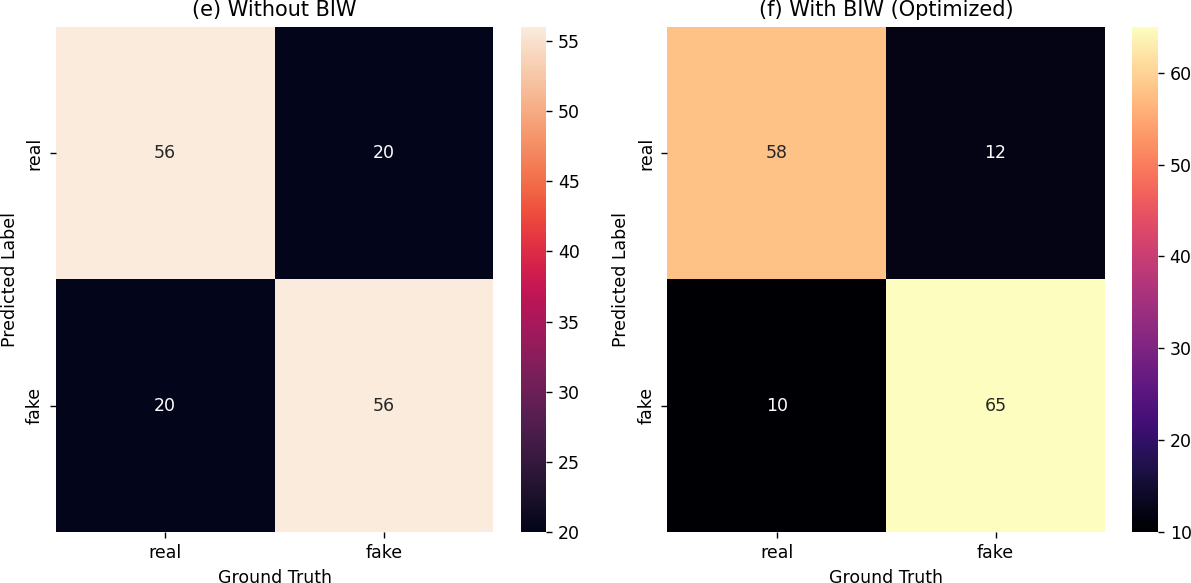 (e) Without BIW
Predicted Label
real
fake
56
20
20
56
real
fake
Ground Truth
55
50
45
40
35
30
25
20
(f) With BIW (Optimized)
Predicted Label
real
fake
58
12
10
65
real
fake
Ground Truth
60
50
40
30
20
10